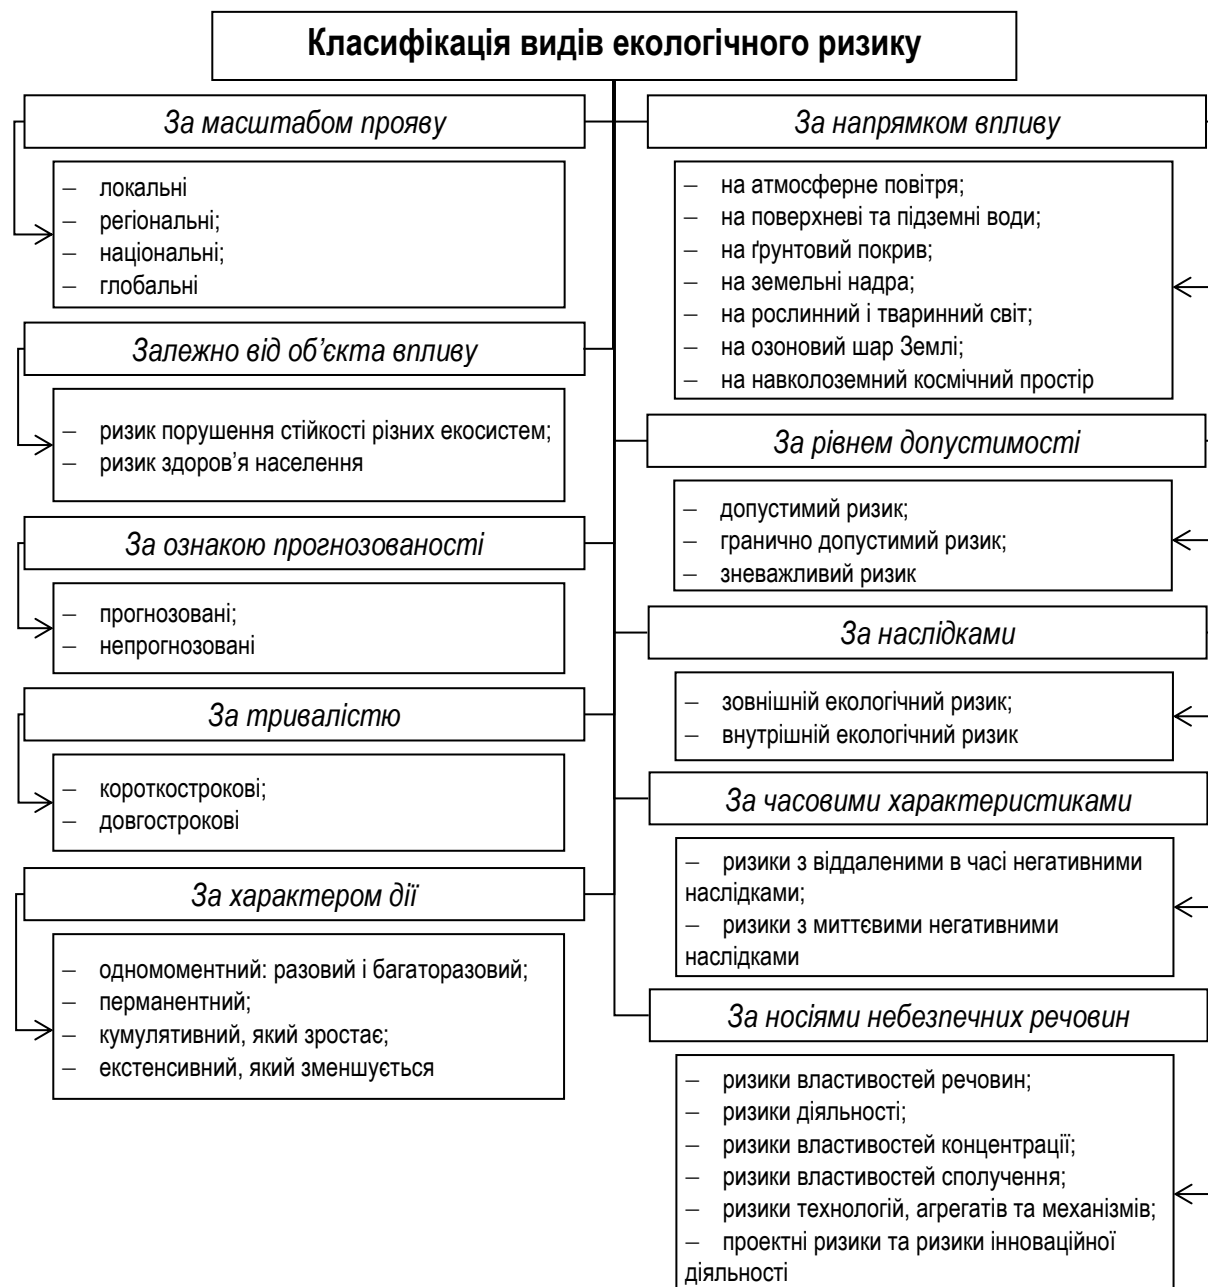 Класифікація видів екологічного ризику
За масштабом прояву
– локальні
– регіональні;
– національні;
– глобальні
Залежно від об’єкта впливу
– ризик порушення стійкості різних екосистем;
– ризик здоров’я населення
За ознакою прогнозованості
– прогнозовані;
– непрогнозовані
За тривалістю
– короткострокові;
– довгострокові
За характером дії
– одномоментний: разовий і багаторазовий;
– перманентний;
– кумулятивний, який зростає;
– екстенсивний, який зменшується
За напрямком впливу
– на атмосферне повітря;
– на поверхневі та підземні води;
– на ґрунтовий покрив;
– на земельні надра;
– на рослинний і тваринний світ;
– на озоновий шар Землі;
– на навколоземний космічний простір
За рівнем допустимості
– допустимий ризик;
– гранично допустимий ризик;
– зневажливий ризик
За наслідками
– зовнішній екологічний ризик;
– внутрішній екологічний ризик
За часовими характеристиками
– ризики з віддаленими в часі негативними
наслідками;
– ризики з миттєвими негативними
наслідками
За носіями небезпечних речовин
– ризики властивостей речовин;
– ризики діяльності;
– ризики властивостей концентрації;
– ризики властивостей сполучення;
– ризики технологій, агрегатів та механізмів;
– проектні ризики та ризики інноваційної
діяльності